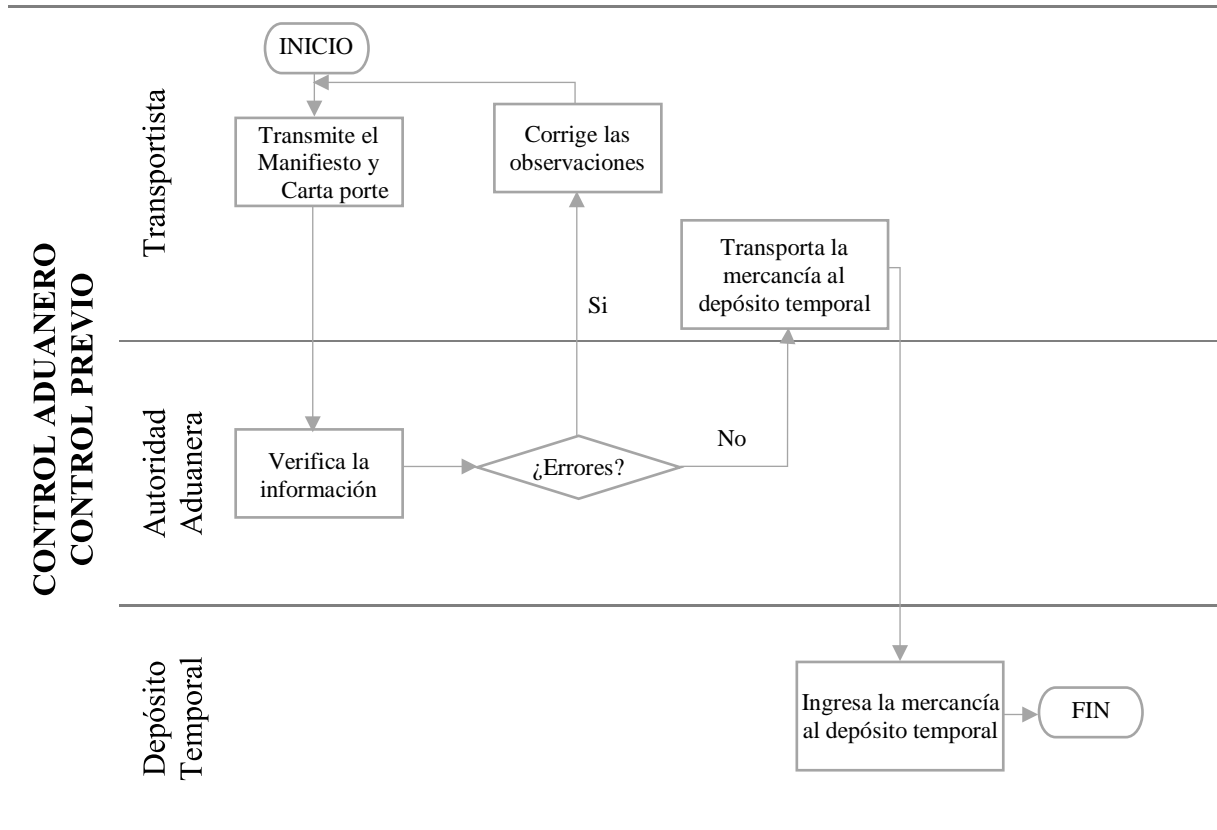 CONTROL ADUANERO
CONTROL PREVIO
Transportista
INICIO
Transmite el
Manifiesto y
Carta porte
Corrige las
observaciones
Transporta la
mercancía al
depósito temporal
Si
Autoridad
Aduanera
Verifica la
información
¿Errores?
No
Depósito
Temporal
Ingresa la mercancía
al depósito temporal
FIN